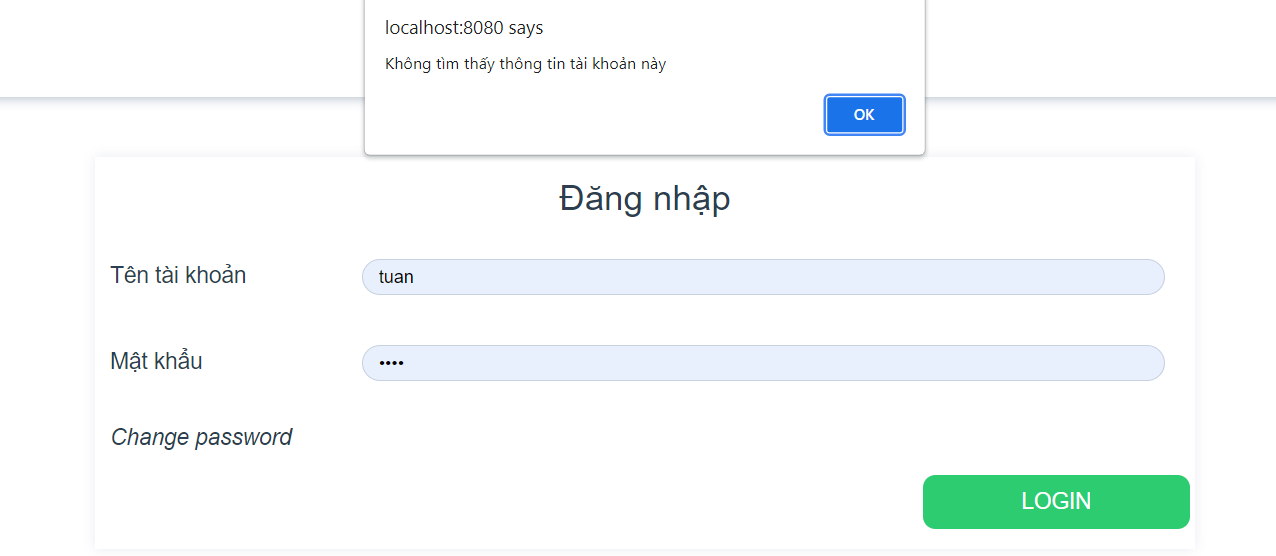 localhost:8080 says
Không tìm thấy thông tin tài khoản này
OK
Đăng nhập
Tên tài khoản
tuan
Mật khẩu
••••
Change password
LOGIN